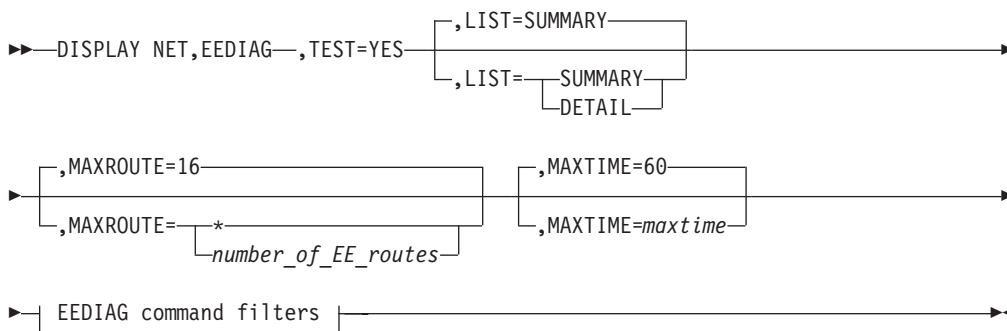 ,LIST=SUMMARY
DISPLAY NET,EEDIAG ,TEST=YES
,LIST= SUMMARY
DETAIL
,MAXROUTE=16 ,MAXTIME=60
,MAXROUTE= * ,MAXTIME=maxtime
number_of_EE_routes
EEDIAG command filters